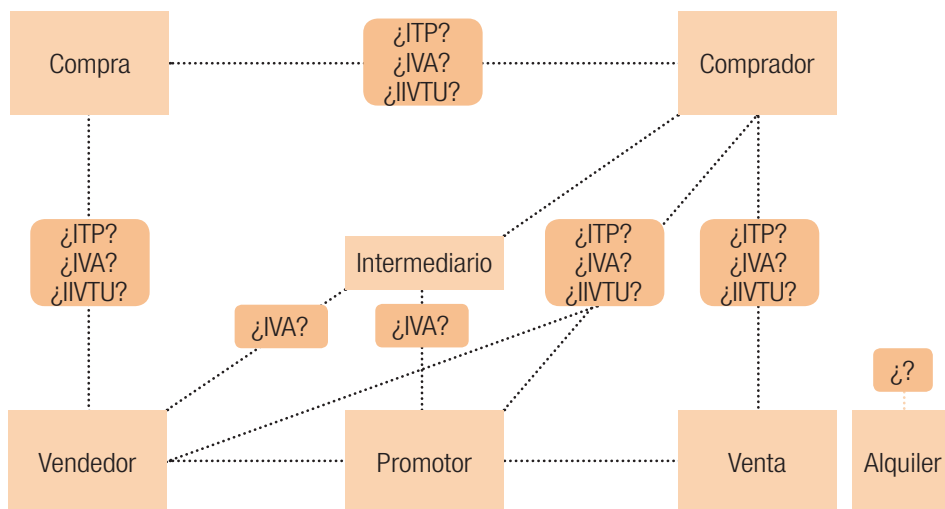 Compra
¿ITP?
¿IVA?
¿IIVTU?
Comprador
¿ITP?
¿IVA?
¿IIVTU?
Intermediario
¿ITP?
¿IVA?
¿IIVTU?
¿ITP?
¿IVA?
¿IIVTU?
¿IVA?
¿IVA?
¿?
Vendedor
Promotor
Venta
Alquiler